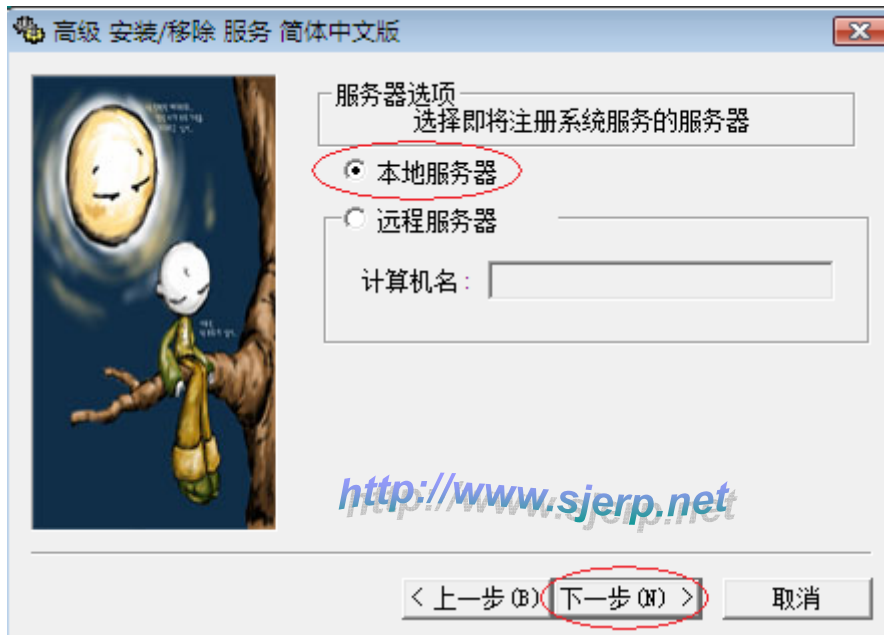 高级 安装/移除 服务 简体中文版
服务器选项
选择即将注册系统服务的服务器
本地服务器
远程服务器
计算机名:
http://www.sjerp.net
< 上一步(B)
下一步(N) >
取消